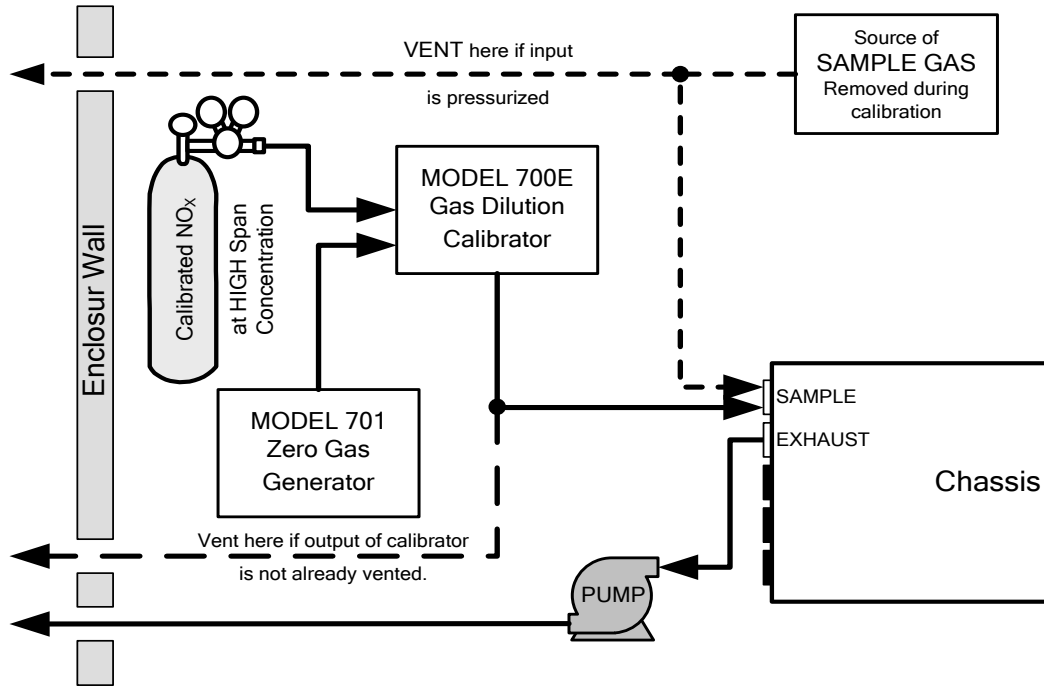 VENT here if input
is pressurized
Source of
SAMPLE GAS
Removed during
calibration
Enclosur Wall
Calibrated NOX
at HIGH Span
Concentration
MODEL 700E
Gas Dilution
Calibrator
MODEL 701
Zero Gas
Generator
SAMPLE
EXHAUST
Chassis
Vent here if output of calibrator
is not already vented.
PUMP